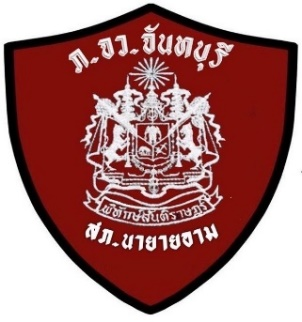 ภ.จว.จันทบุรี
พิทักษ์สันติราษฎร์
สภ.นายายอาม